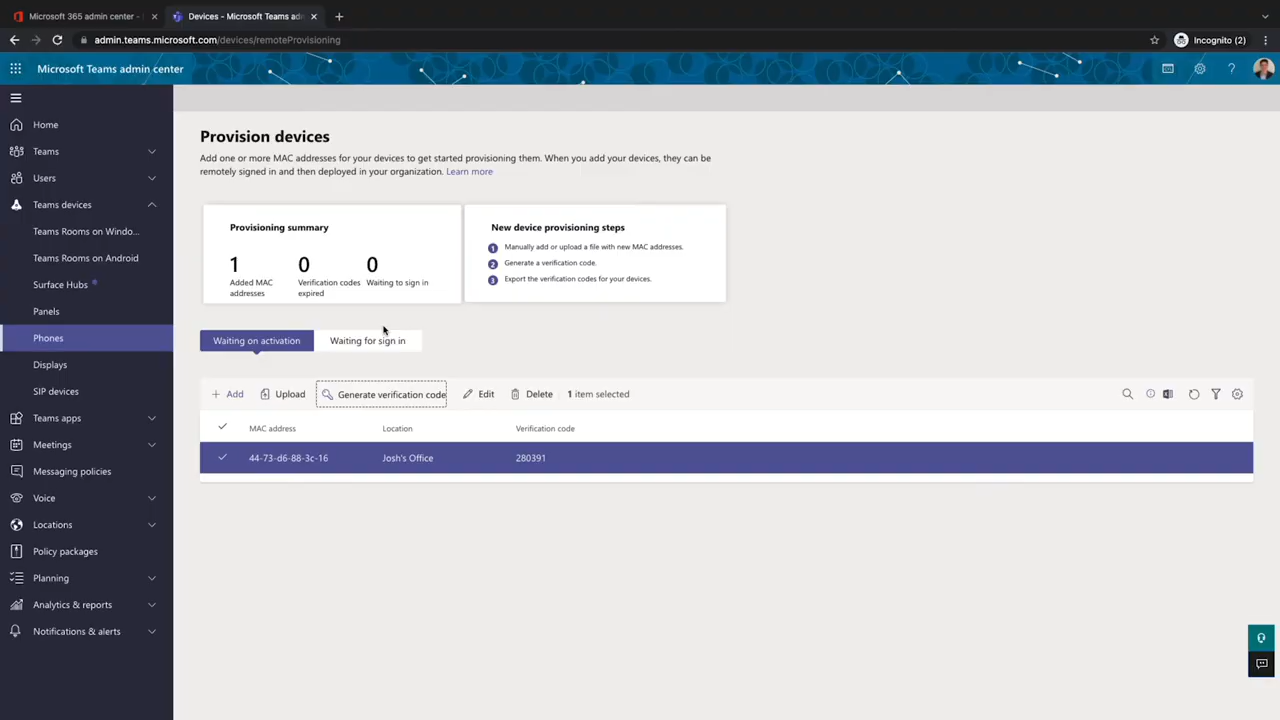 Microsoft 365 admin center -
Devices - Microsoft Teams admi
admin.teams.microsoft.com/devices/remoteProvisioning
Incognito (2)
Microsoft Teams admin center
Home
Teams
Users
Teams devices
Teams Rooms on Windo...
Teams Rooms on Android
Surface Hubs
Panels
Phones
Displays
SIP devices
Teams apps
Meetings
Messaging policies
Voice
Locations
Policy packages
Planning
Analytics & reports
Notifications & alerts
Provision devices
Add one or more MAC addresses for your devices to get started provisioning them. When you add your devices, they can be
remotely signed in and then deployed in your organization. Learn more
Provisioning summary
1 0 0
Added MAC addresses
Verification codes expired
Waiting to sign in
New device provisioning steps
1 Manually add or upload a file with new MAC addresses.
2 Generate a verification code.
3 Export the verification codes for your devices.
Waiting on activation Waiting for sign in
Add Upload Generate verification code Edit Delete 1 item selected
MAC address Location Verification code
44-73-d6-88-3c-16 Josh's Office 280391